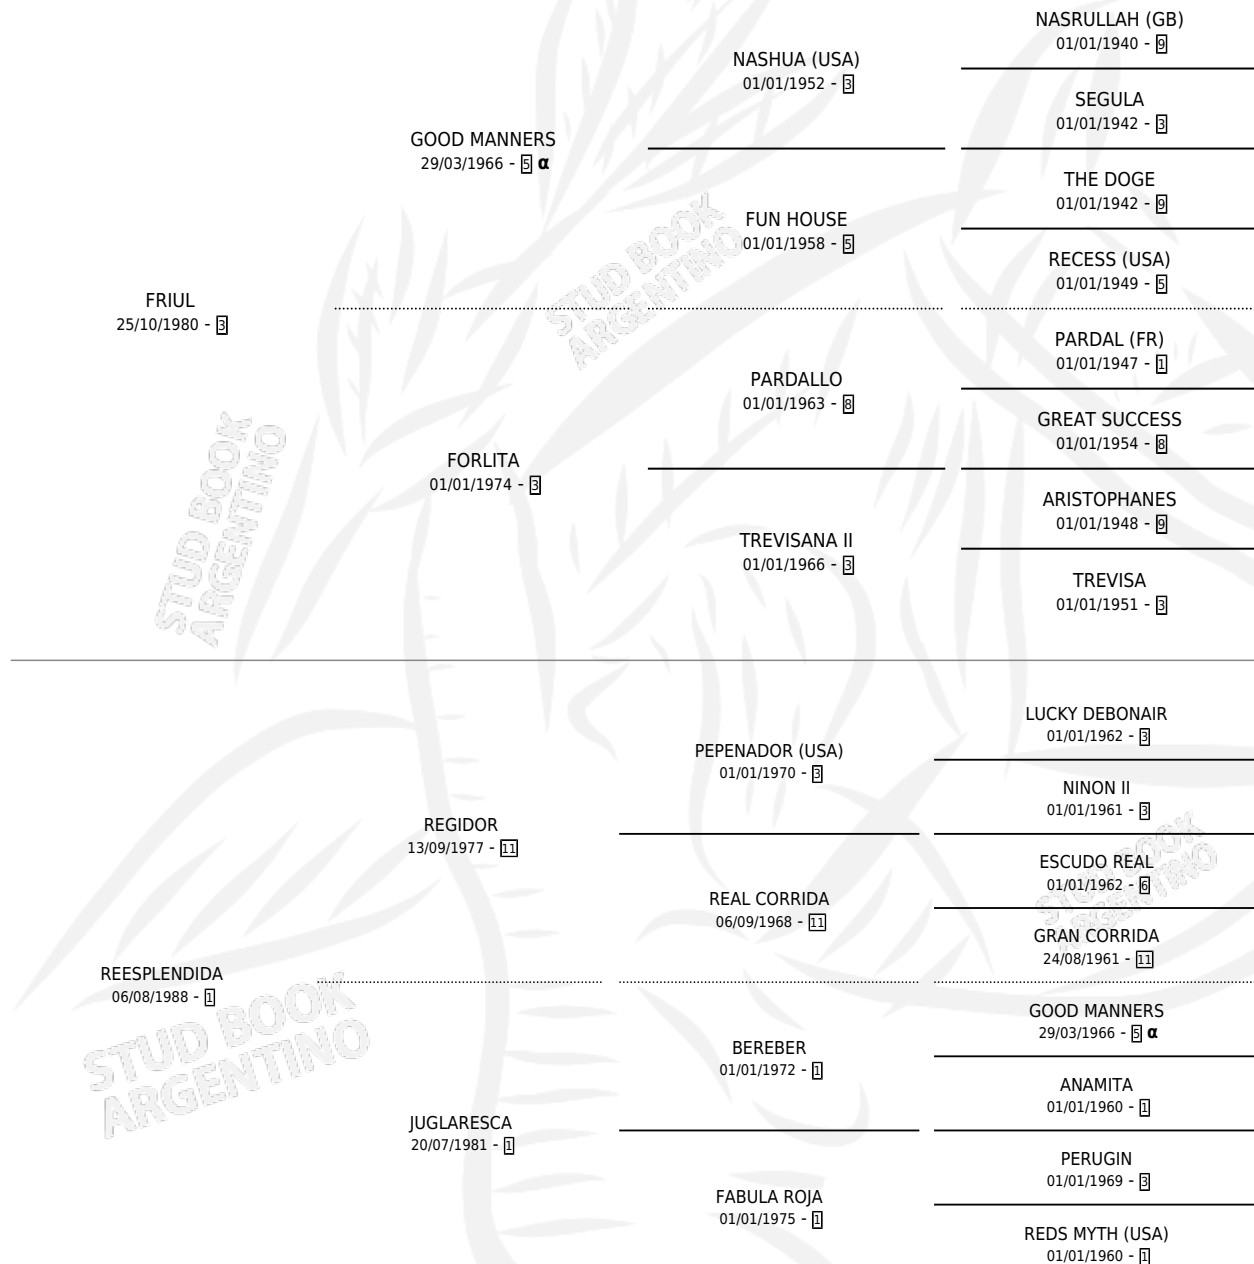 NASRULLAH (GB)
01/01/1940 - 9
NASHUA (USA)
01/01/1952 - 3
SEGULA
01/01/1942 - 3
GOOD MANNERS
29/03/1966 - 5 α
THE DOGE
01/01/1942 - 9
FUN HOUSE
01/01/1958 - 5
RECESS (USA)
01/01/1949 - 5
FRIUL
25/10/1980 - 3
PARDAL (FR)
01/01/1947 - 1
PARDALLO
01/01/1963 - 8
GREAT SUCCESS
01/01/1954 - 8
FORLITA
01/01/1974 - 3
ARISTOPHANES
01/01/1948 - 9
TREVISANA II
01/01/1966 - 3
TREVISA
01/01/1951 - 3
LUCKY DEBONAIR
01/01/1962 - 3
PEPENADOR (USA)
01/01/1970 - 3
NINON II
01/01/1961 - 3
REGIDOR
13/09/1977 - 11
ESCUDO REAL
01/01/1962 - 6
REAL CORRIDA
06/09/1968 - 11
GRAN CORRIDA
24/08/1961 - 11
REESPLENDIDA
06/08/1988 - 1
GOOD MANNERS
29/03/1966 - 5 α
BEREBER
01/01/1972 - 1
ANAMITA
01/01/1960 - 1
JUGLARESCA
20/07/1981 - 1
PERUGIN
01/01/1969 - 3
FABULA ROJA
01/01/1975 - 1
REDS MYTH (USA)
01/01/1960 - 1
STUD BOOK
ARGENTINO
STUD BOOK
ARGENTINO
STUD BOOK
ARGENTINO
STUD BOOK
ARGENTINO